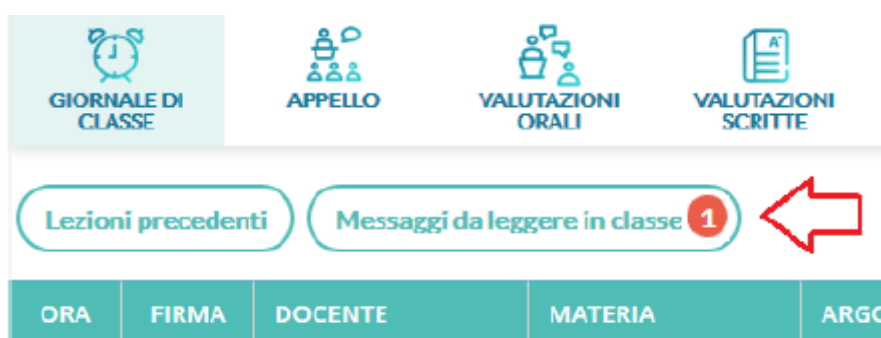 GIORNALE DI
CLASSE
APPELLO
VALUTAZIONI
ORALI
VALUTAZIONI
SCRITTE
Lezioni precedenti
Messaggi da leggere in classe 1
ORA FIRMA DOCENTE MATERIA ARGO